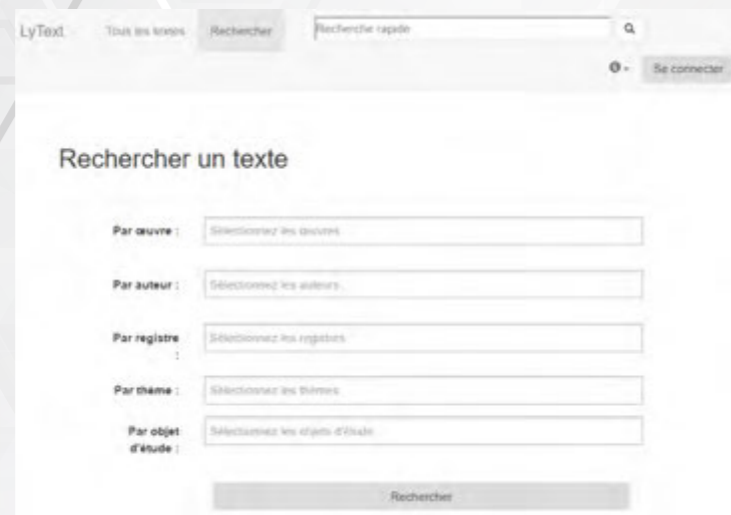 LyText Tous les textes Rechercher Recherche rapide
Se connecter
Rechercher un texte
Par œuvre : Sélectionnez les œuvres
Par auteur : Sélectionnez les auteurs
Par registre : Sélectionnez les registres
Par thème : Sélectionnez les thèmes
Par objet d'étude : Sélectionnez les objets d'étude
Rechercher